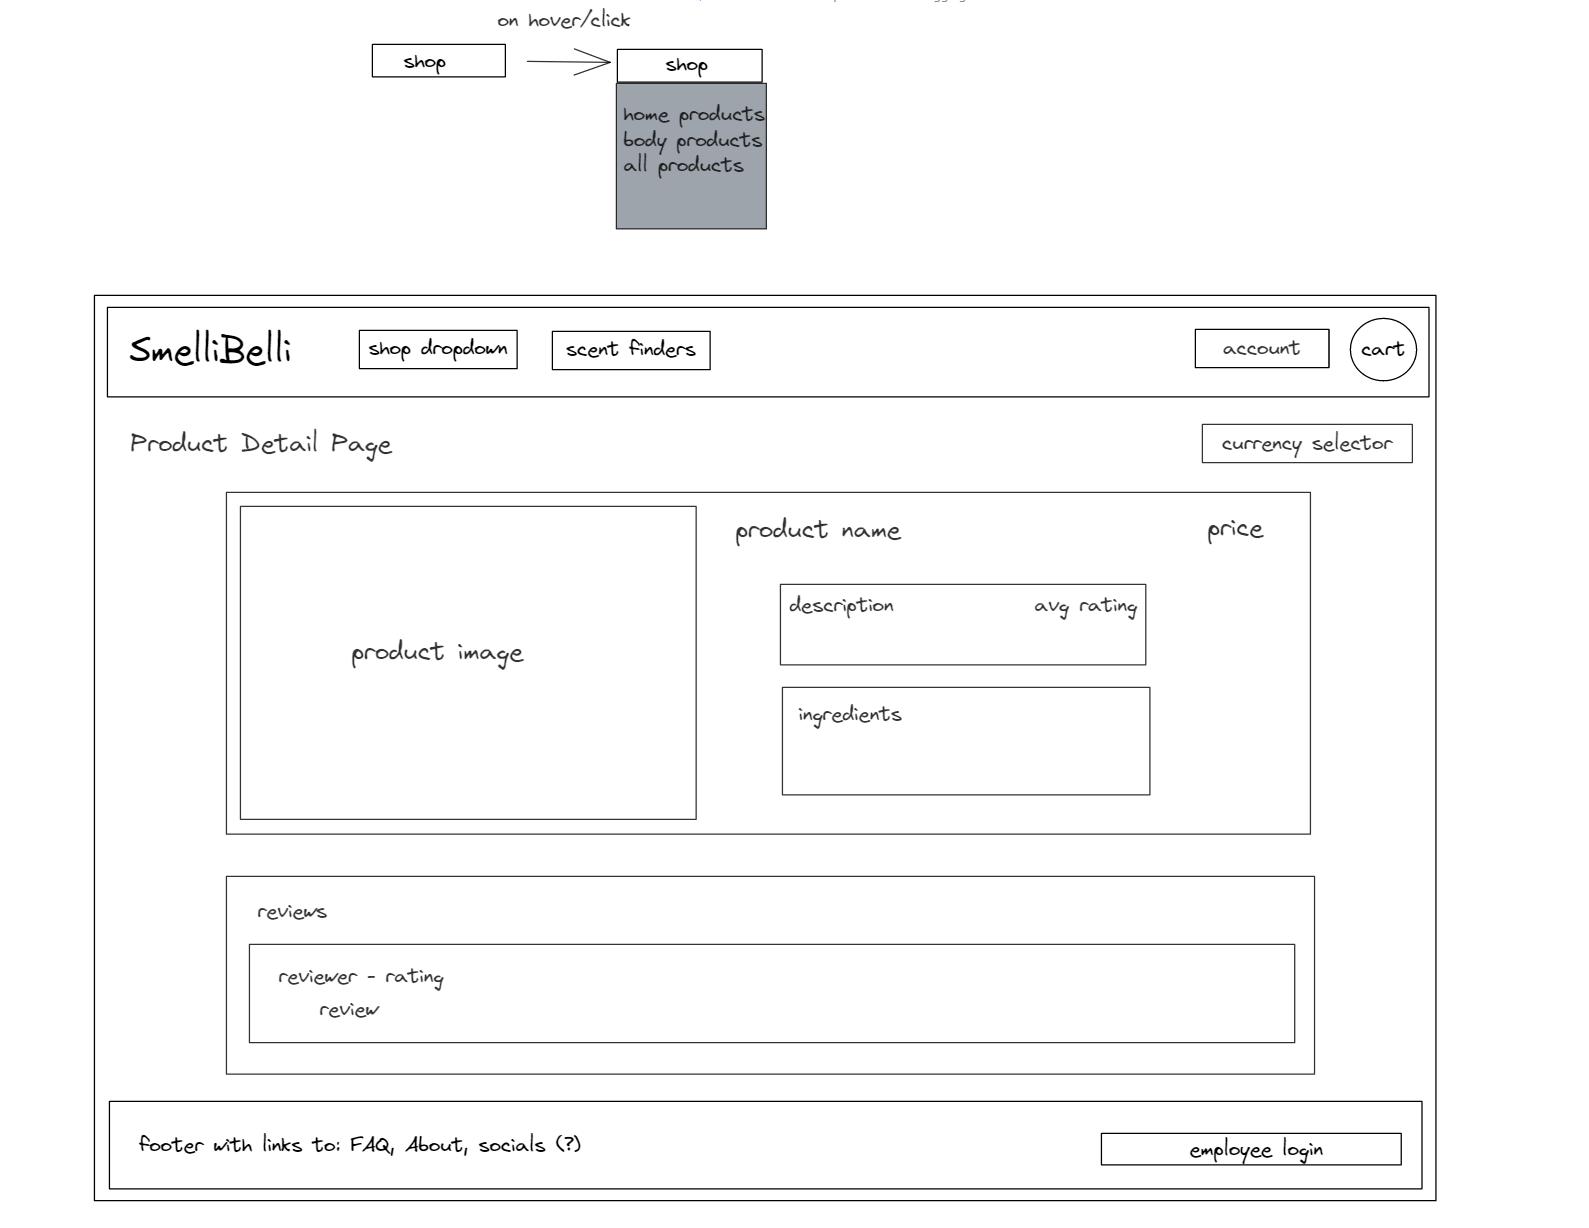 on hover/click
shop
shop
home products
body products
all products
SmelliBelli
shop dropdown
scent finders
account
cart
Product Detail Page
currency selector
product image
product name
price
description
avg rating
ingredients
reviews
reviewer - rating
review
footer with links to: FAQ, About, socials (?)
employee login